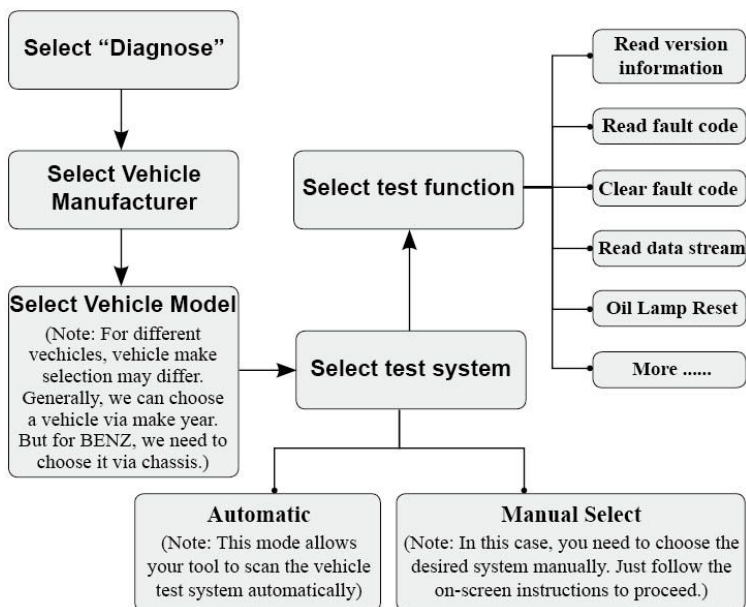 Select “Diagnose”
Select Vehicle
Manufacturer
Select Vehicle Model
(Note: For different
vechicles, vehicle make
selection may differ.
Generally, we can choose
a vehicle via make year.
But for BENZ, we need to
choose it via chassis.)
Select test system
Automatic
(Note: This mode allows
your tool to scan the vehicle
test system automatically)
Manual Select
(Note: In this case, you need to choose the
desired system manually. Just follow the
on-screen instructions to proceed.)
Select test function
Read version
information
Read fault code
Clear fault code
Read data stream
Oil Lamp Reset
More ......